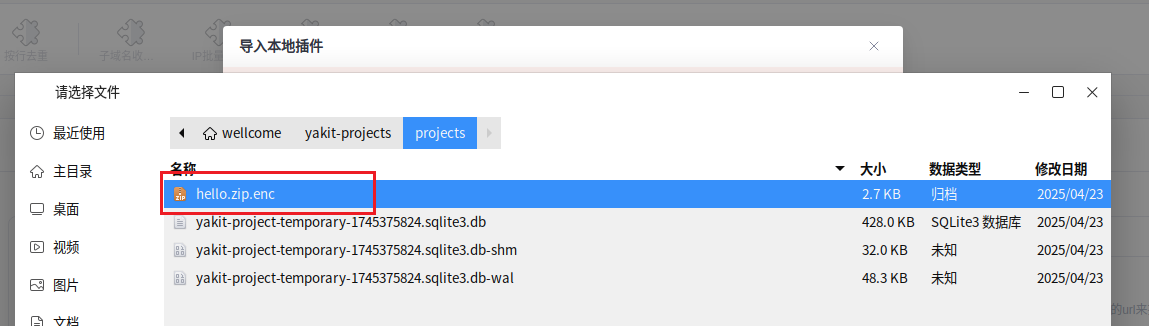 按行去重
子域名收...
IP批量
导入本地插件
请选择文件
最近使用
主目录
桌面
视频
图片
文档
wellcome yakit-projects projects
名称 大小 数据类型 修改日期
hello.zip.enc 2.7 KB 归档 2025/04/23
yakit-project-temporary-1745375824.sqlite3.db 428.0 KB SQLite3 数据库 2025/04/23
yakit-project-temporary-1745375824.sqlite3.db-shm 32.0 KB 未知 2025/04/23
yakit-project-temporary-1745375824.sqlite3.db-wal 48.3 KB 未知 2025/04/23
的url来